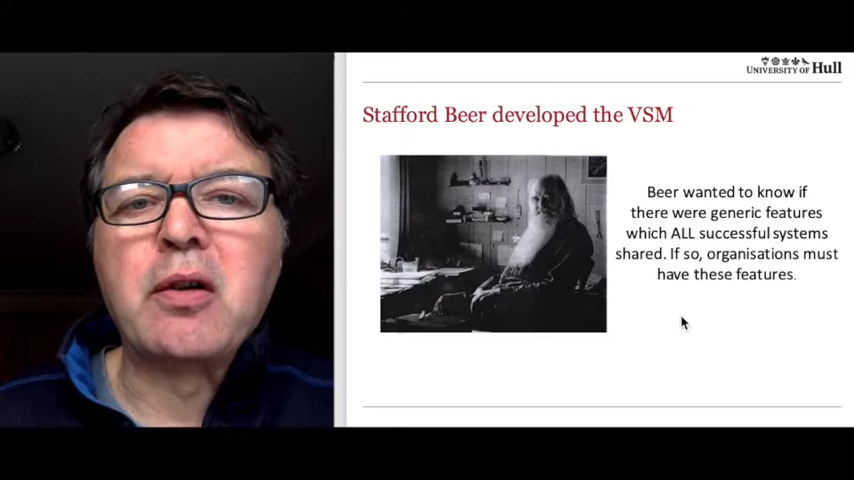 UNIVERSITY OF Hull
Stafford Beer developed the VSM
Beer wanted to know if
there were generic features
which ALL successful systems
shared. If so, organisations must
have these features.